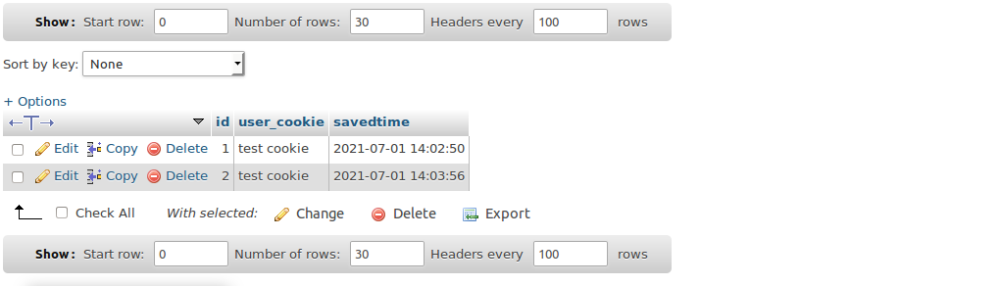 Show: Start row: 0 Number of rows: 30 Headers every 100 rows
Sort by key: None
+ Options
id user_cookie savedtime
Edit Copy Delete 1 test cookie 2021-07-01 14:02:50
Edit Copy Delete 2 test cookie 2021-07-01 14:03:56
Check All With selected: Change Delete Export
Show: Start row: 0 Number of rows: 30 Headers every 100 rows